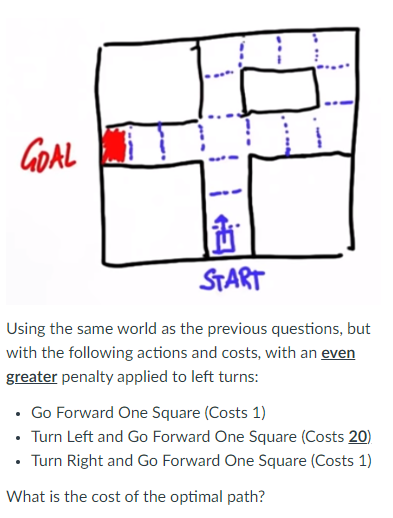 GOAL
START
Using the same world as the previous questions, but
with the following actions and costs, with an even
greater penalty applied to left turns:
• Go Forward One Square (Costs 1)
• Turn Left and Go Forward One Square (Costs 20)
• Turn Right and Go Forward One Square (Costs 1)
What is the cost of the optimal path?